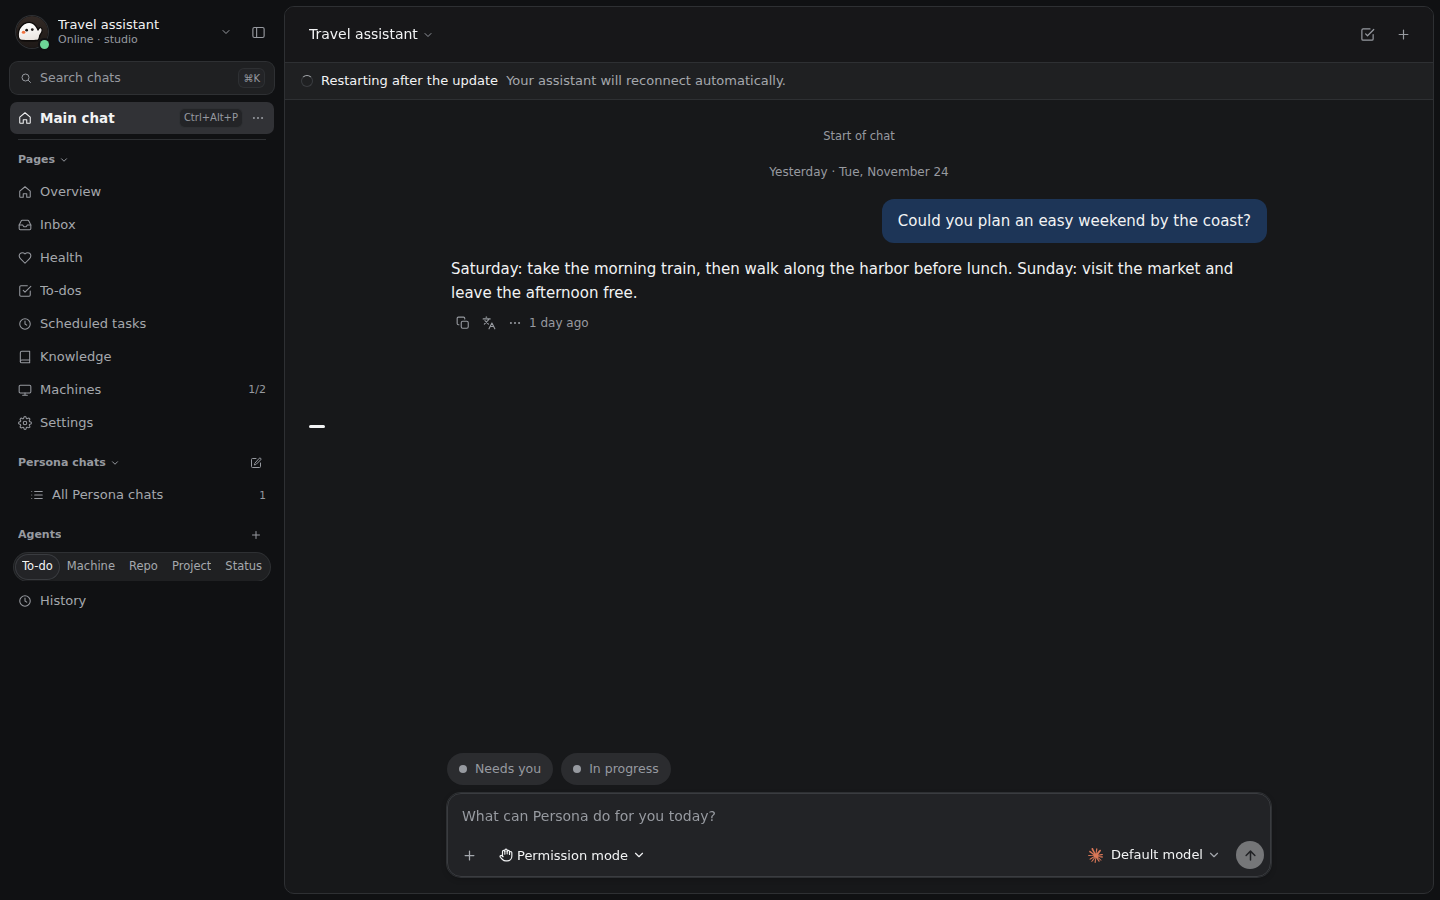 Travel assistant
Online · studio
Search chats
⌘K
Main chat
Ctrl+Alt+P
Pages
Overview
Inbox
Health
To-dos
Scheduled tasks
Knowledge
Machines
1/2
Settings
Persona chats
All Persona chats
1
Agents
To-do
Machine
Repo
Project
Status
History
Travel assistant
Restarting after the update Your assistant will reconnect automatically.
Start of chat
Yesterday · Tue, November 24
Could you plan an easy weekend by the coast?
Saturday: take the morning train, then walk along the harbor before lunch. Sunday: visit the market and
leave the afternoon free.
1 day ago
Needs you
In progress
What can Persona do for you today?
Permission mode
Default model